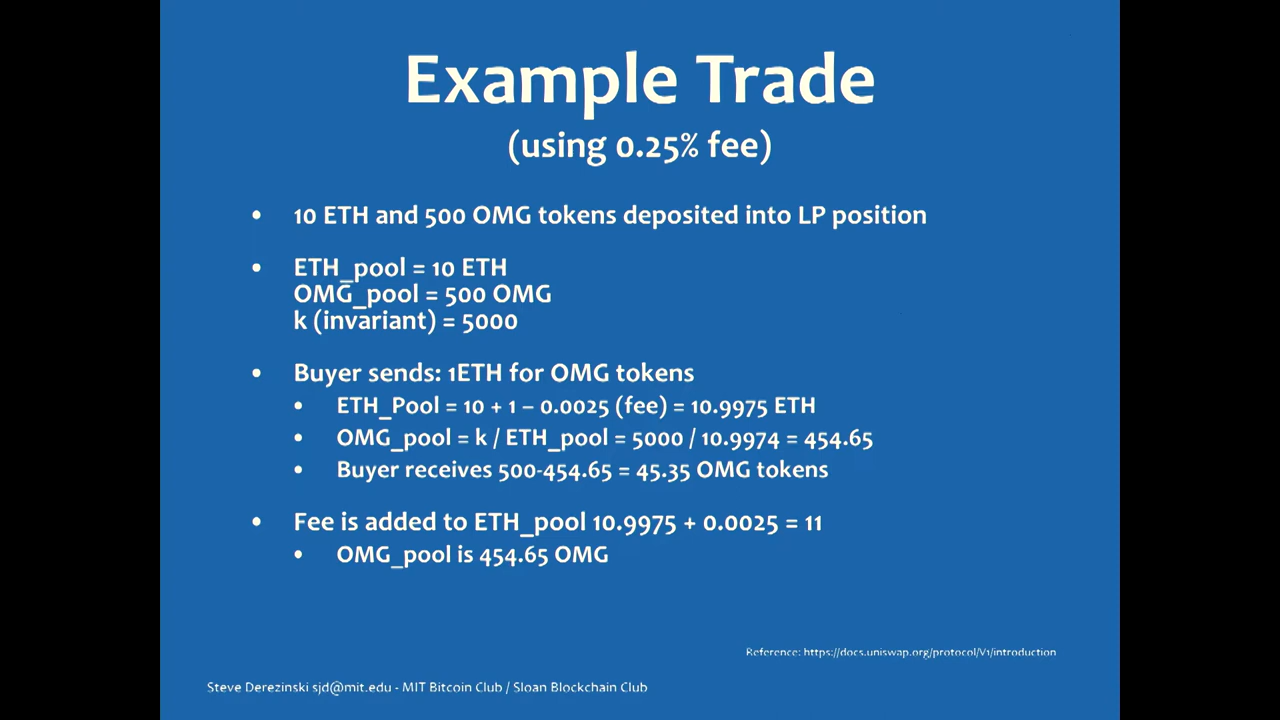 Example Trade
(using 0.25% fee)
• 10 ETH and 500 OMG tokens deposited into LP position
• ETH_pool = 10 ETH
OMG_pool = 500 OMG
k (invariant) = 5000
• Buyer sends: 1ETH for OMG tokens
• ETH_Pool = 10 + 1 – 0.0025 (fee) = 10.9975 ETH
• OMG_pool = k / ETH_pool = 5000 / 10.9974 = 454.65
• Buyer receives 500-454.65 = 45.35 OMG tokens
• Fee is added to ETH_pool 10.9975 + 0.0025 = 11
• OMG_pool is 454.65 OMG
Reference: https://docs.uniswap.org/protocol/V1/introduction
Steve Derezinski sjd@mit.edu - MIT Bitcoin Club / Sloan Blockchain Club